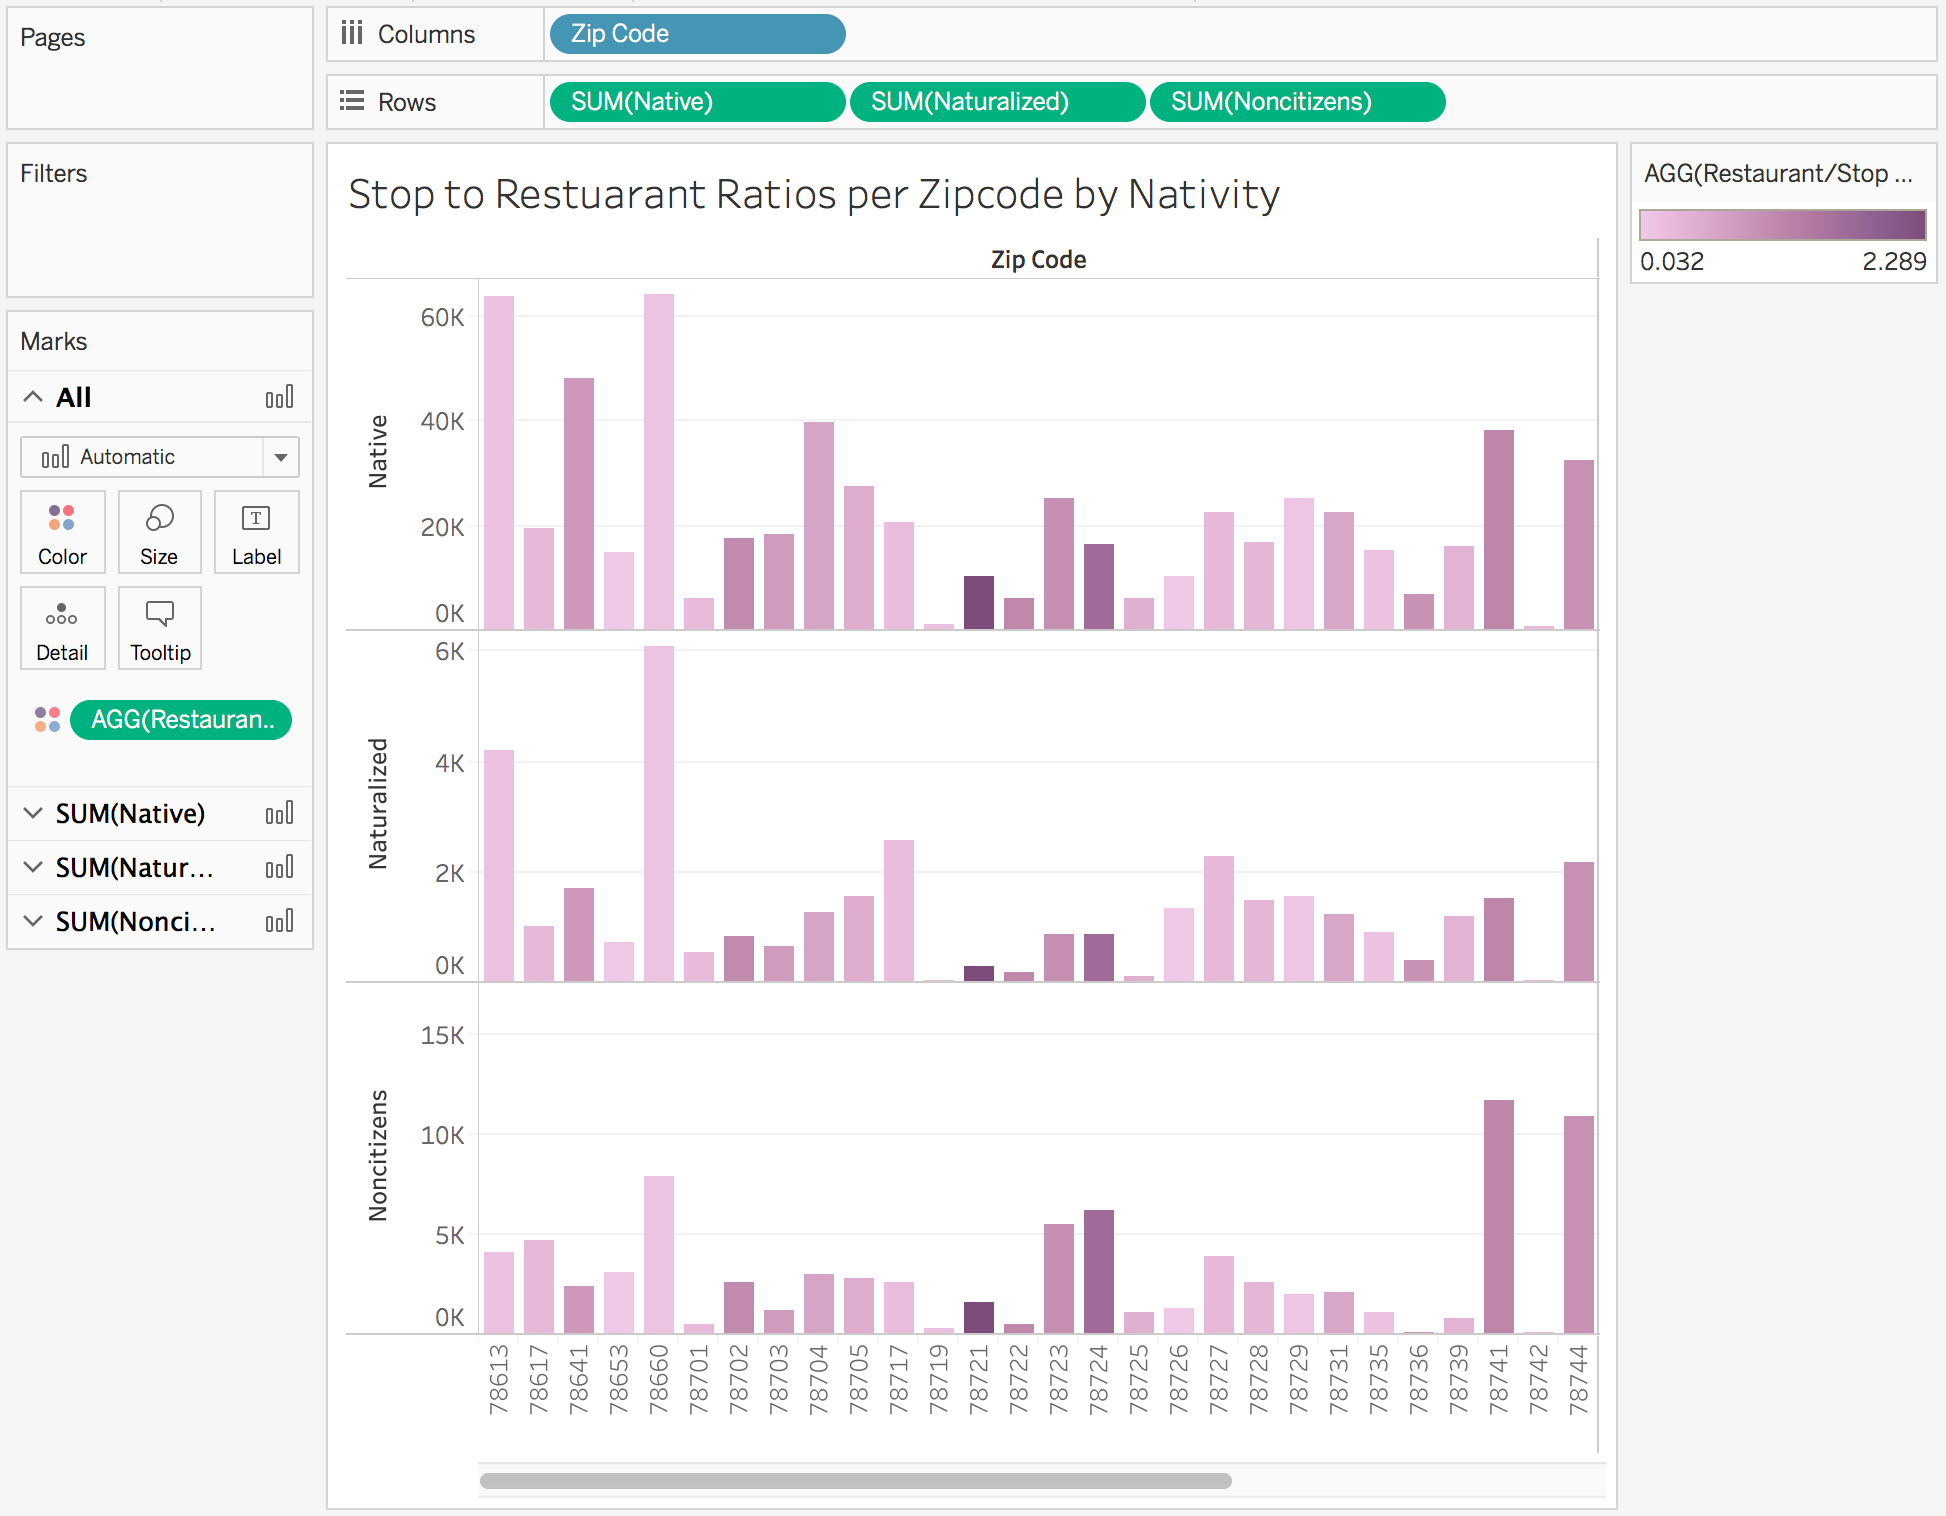 Pages
Columns
Zip Code
Rows
SUM(Native)
SUM(Naturalized)
SUM(Noncitizens)
Filters
Marks
All
Automatic
Color
Size
Label
Detail
Tooltip
AGG(Restauran..
SUM(Native)
SUM(Natur...
SUM(Nonci...
Stop to Restuarant Ratios per Zipcode by Nativity
Zip Code
Native
60K
40K
20K
0K
Naturalized
6K
4K
2K
0K
Noncitizens
15K
10K
5K
0K
78613
78617
78641
78653
78660
78701
78702
78703
78704
78705
78717
78719
78721
78722
78723
78724
78725
78726
78727
78728
78729
78731
78735
78736
78739
78741
78742
78744
AGG(Restaurant/Stop ...
0.032
2.289